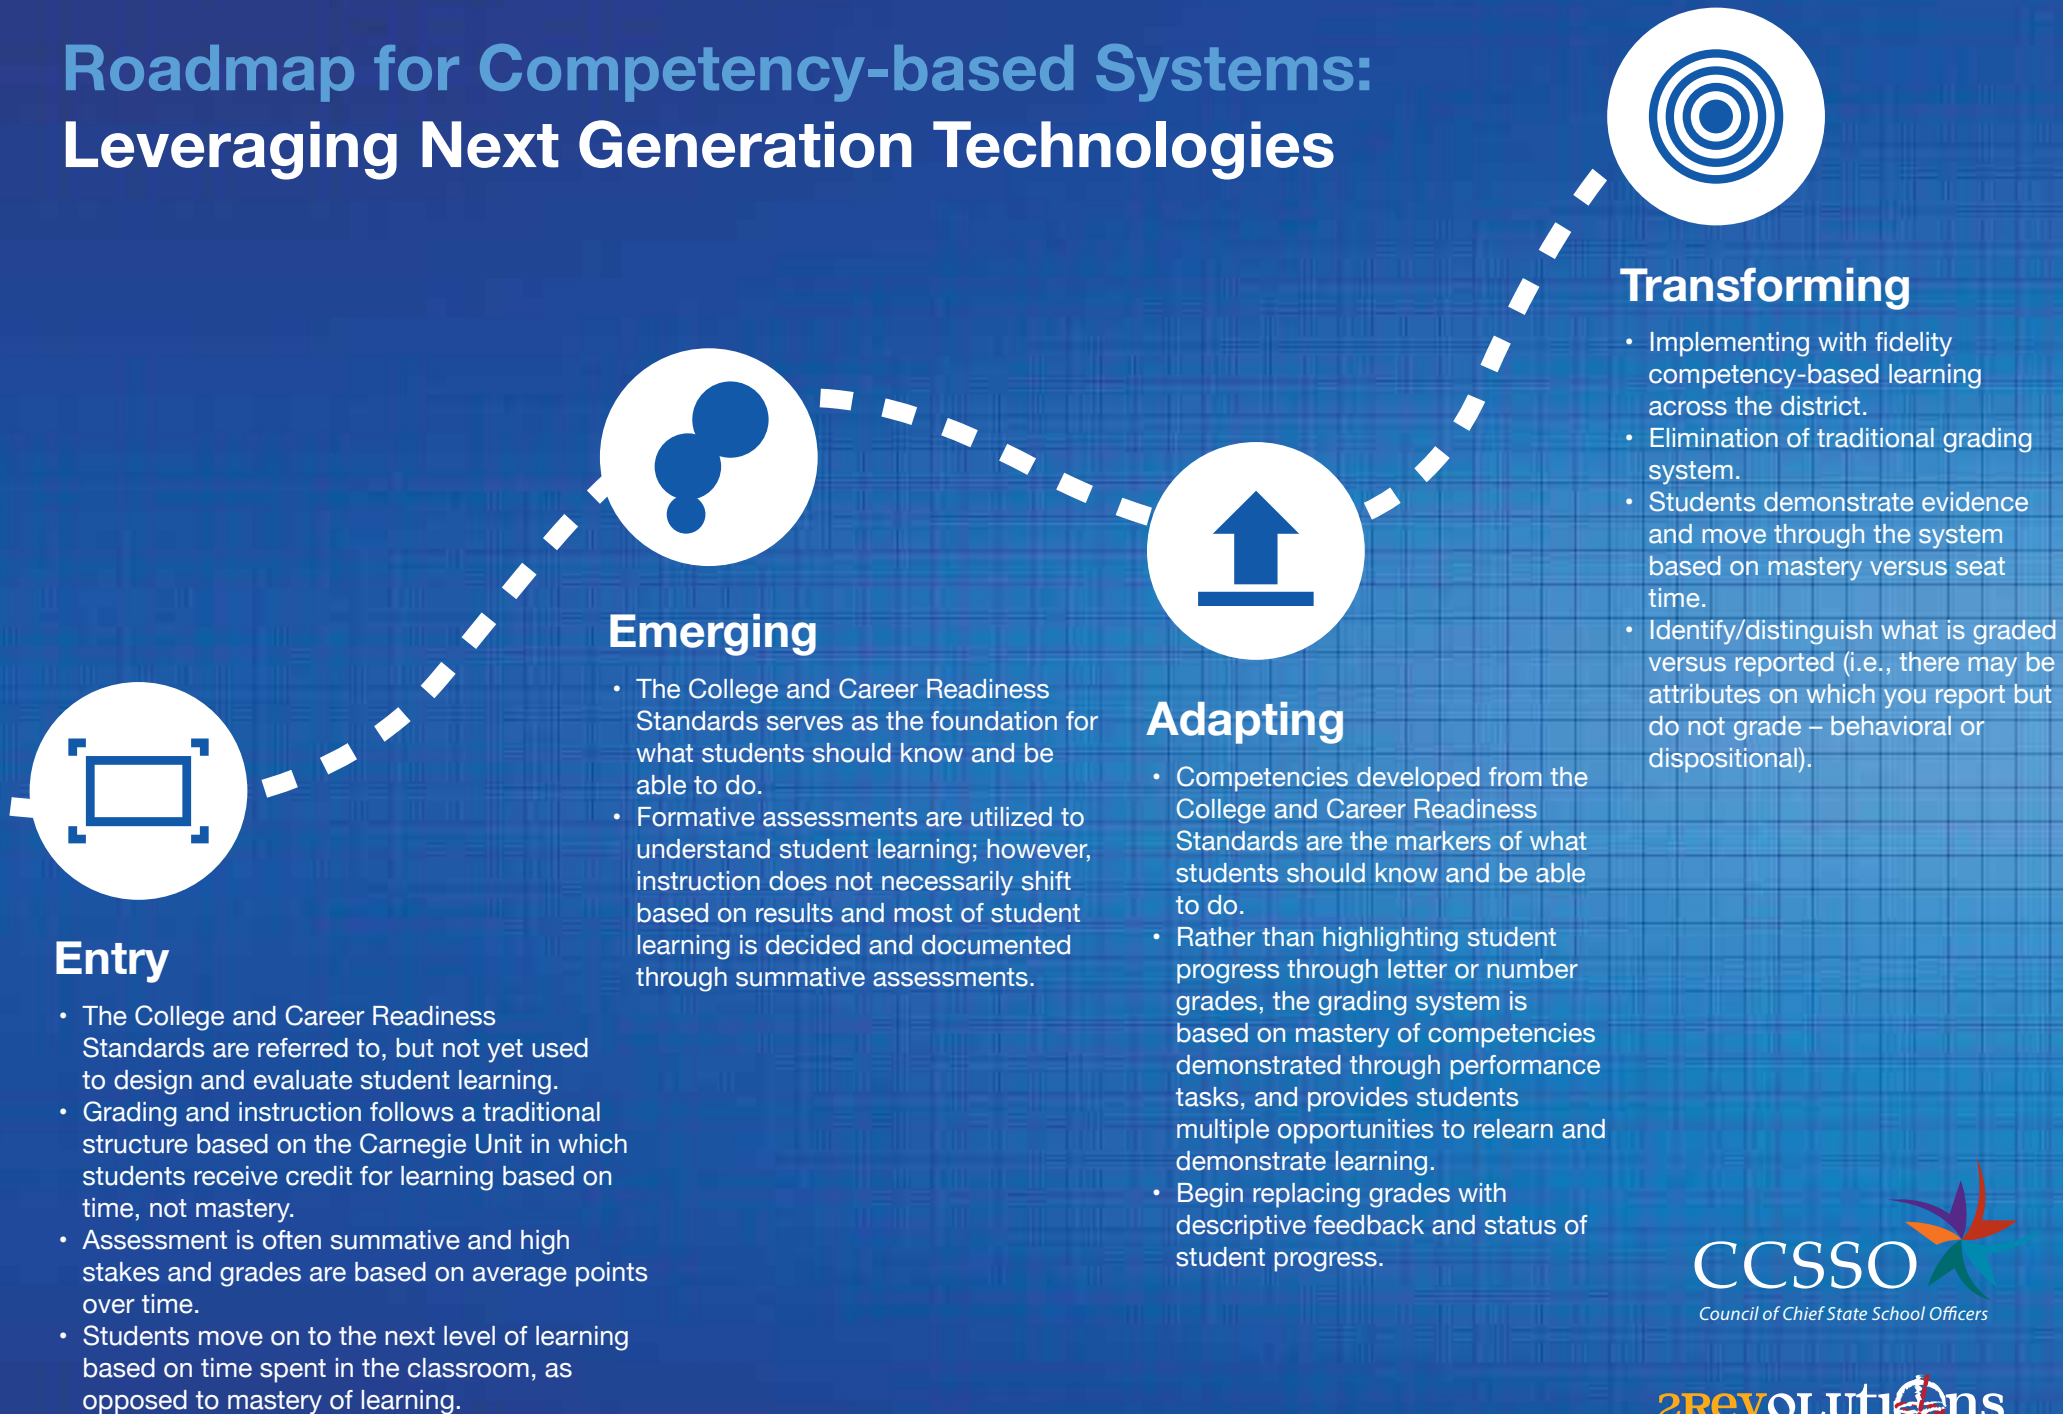 Roadmap for Competency-based Systems:
Leveraging Next Generation Technologies
Entry
• The College and Career Readiness
Standards are referred to, but not yet used
to design and evaluate student learning.
• Grading and instruction follows a traditional
structure based on the Carnegie Unit in which
students receive credit for learning based on
time, not mastery.
• Assessment is often summative and high
stakes and grades are based on average points
over time.
• Students move on to the next level of learning
based on time spent in the classroom, as
opposed to mastery of learning.
Emerging
• The College and Career Readiness
Standards serves as the foundation for
what students should know and be
able to do.
• Formative assessments are utilized to
understand student learning; however,
instruction does not necessarily shift
based on results and most of student
learning is decided and documented
through summative assessments.
Adapting
• Competencies developed from the
College and Career Readiness
Standards are the markers of what
students should know and be able
to do.
• Rather than highlighting student
progress through letter or number
grades, the grading system is
based on mastery of competencies
demonstrated through performance
tasks, and provides students
multiple opportunities to relearn and
demonstrate learning.
• Begin replacing grades with
descriptive feedback and status of
student progress.
Transforming
• Implementing with fidelity
competency-based learning
across the district.
• Elimination of traditional grading
system.
• Students demonstrate evidence
and move through the system
based on mastery versus seat
time.
• Identify/distinguish what is graded
versus reported (i.e., there may be
attributes on which you report but
do not grade – behavioral or
dispositional).
CCSSO
Council of Chief State School Officers
2Revolutions